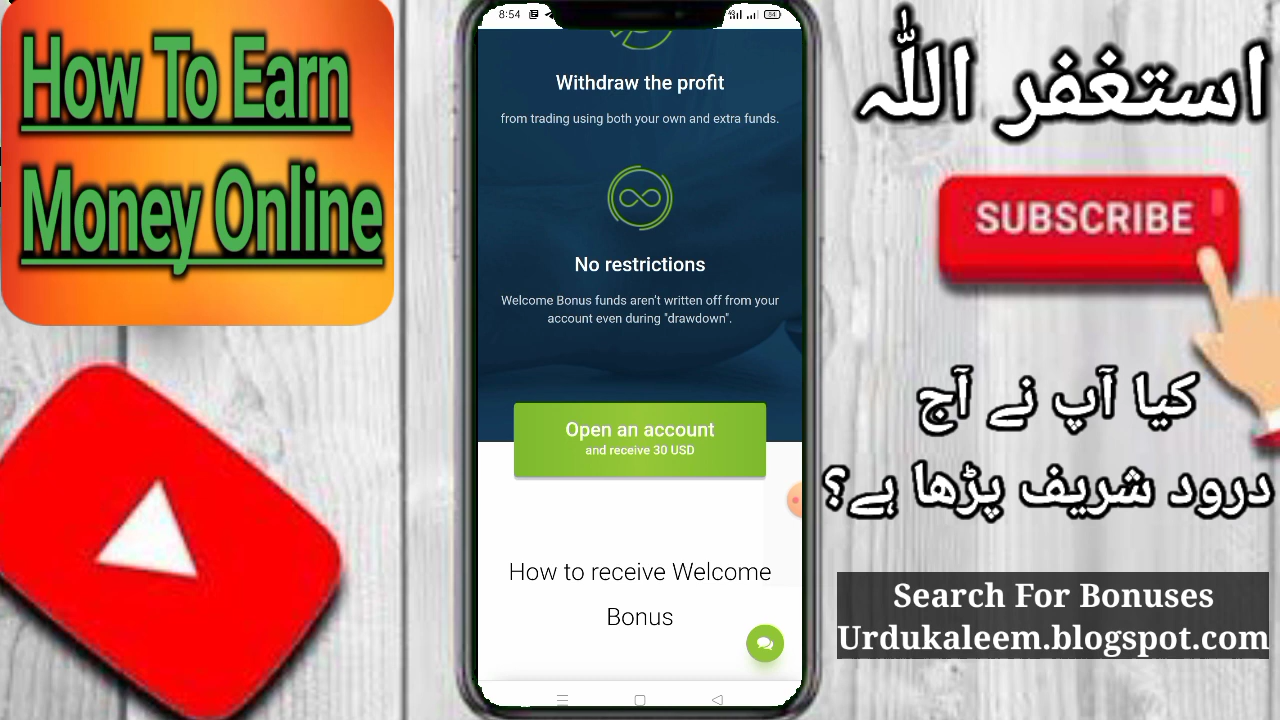 How To Earn
Money Online
8:54
54
Withdraw the profit
from trading using both your own and extra funds.
No restrictions
Welcome Bonus funds aren't written off from your
account even during "drawdown".
Open an account
and receive 30 USD
How to receive Welcome
Bonus
استغفر اللّٰہ
SUBSCRIBE
کیا آپ نے آج
درود شریف پڑھا ہے؟
Search For Bonuses
Urdukaleem.blogspot.com